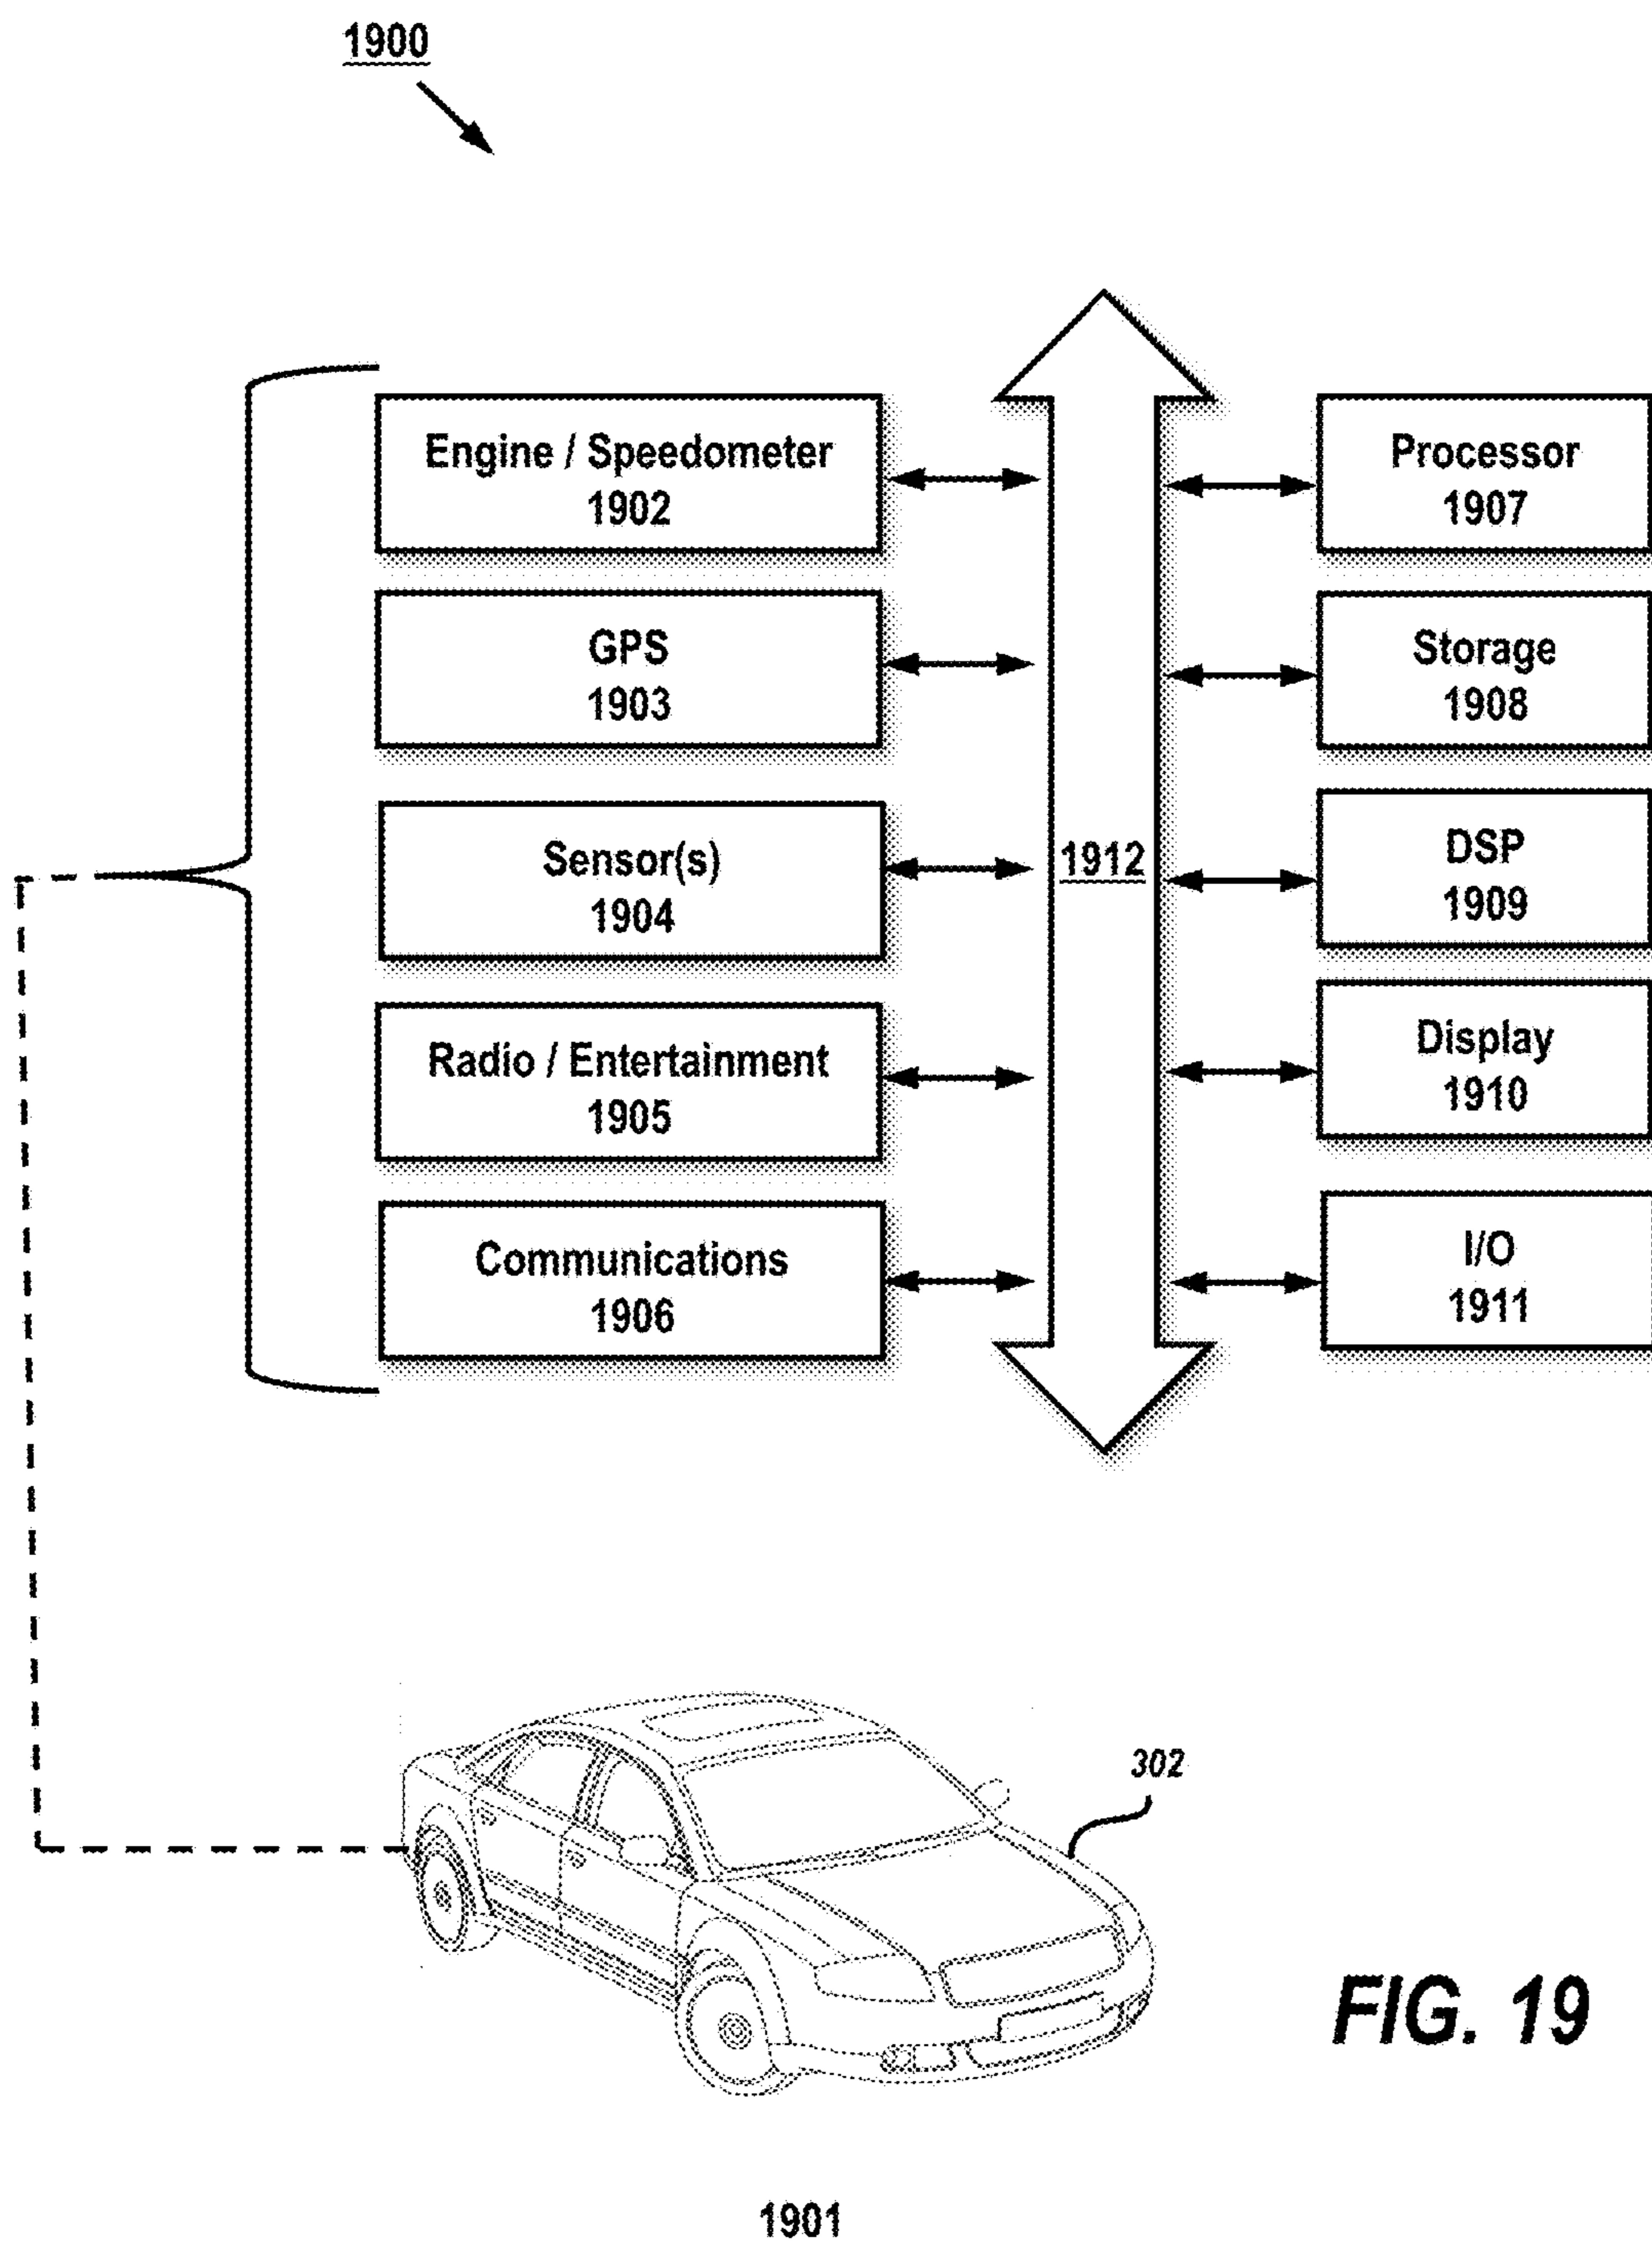 1900
Engine / Speedometer
1902
GPS
1903
Sensor(s)
1904
Radio / Entertainment
1905
Communications
1906
1912
Processor
1907
Storage
1908
DSP
1909
Display
1910
I/O
1911
302
FIG. 19
1901